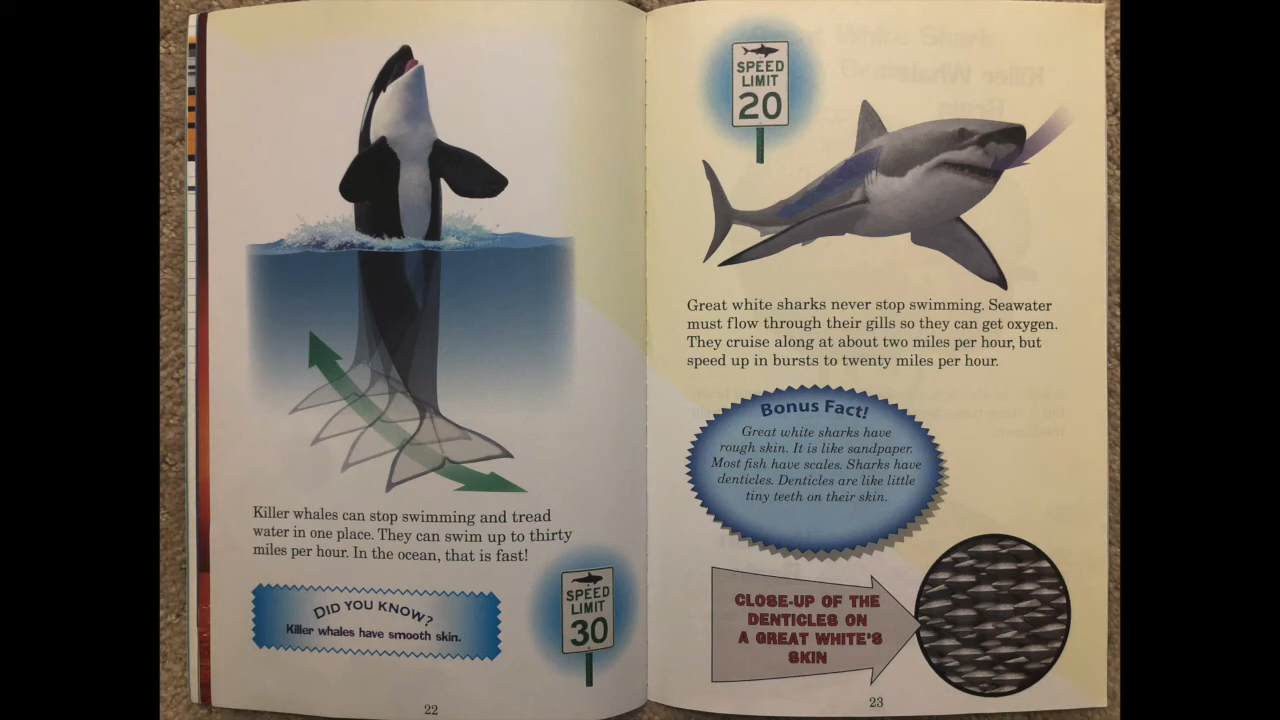 Killer whales can stop swimming and tread
water in one place. They can swim up to thirty
miles per hour. In the ocean, that is fast!
DID YOU KNOW?
Killer whales have smooth skin.
SPEED
LIMIT
30
22
SPEED
LIMIT
20
Great white sharks never stop swimming. Seawater
must flow through their gills so they can get oxygen.
They cruise along at about two miles per hour, but
speed up in bursts to twenty miles per hour.
Bonus Fact!
Great white sharks have
rough skin. It is like sandpaper.
Most fish have scales. Sharks have
denticles. Denticles are like little
tiny teeth on their skin.
CLOSE-UP OF THE
DENTICLES ON
A GREAT WHITE'S
SKIN
23